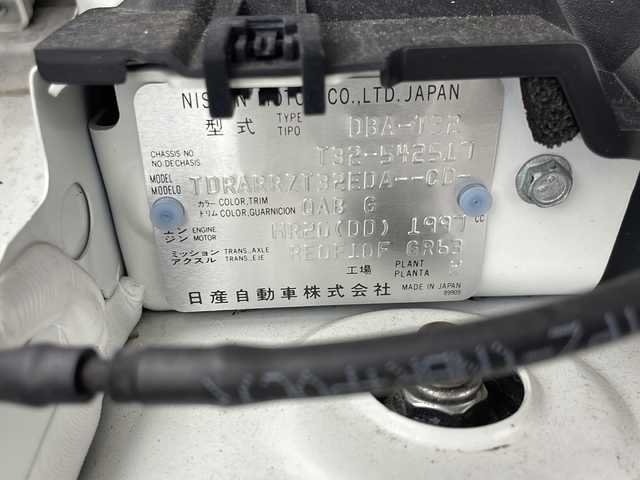 NISSAN MOTOR CO.,LTD.JAPAN
型式 TYPE TIPO DBA-T32
CHASSIS NO NO DE CHASIS. T32-542517
MODEL MODELO TDRARRZT32EDA--CD-
カラー COLOR,TRIM トリム COLOR,GUARNICION QAB G
エンジン ENGINE MOTOR MR20(DD) 1997 CC
ミッション アクスル TRANS.,AXLE TRANS.,EJE RE0F10F GR63
工場 PLANT PLANTA
日産自動車株式会社 MADE IN JAPAN